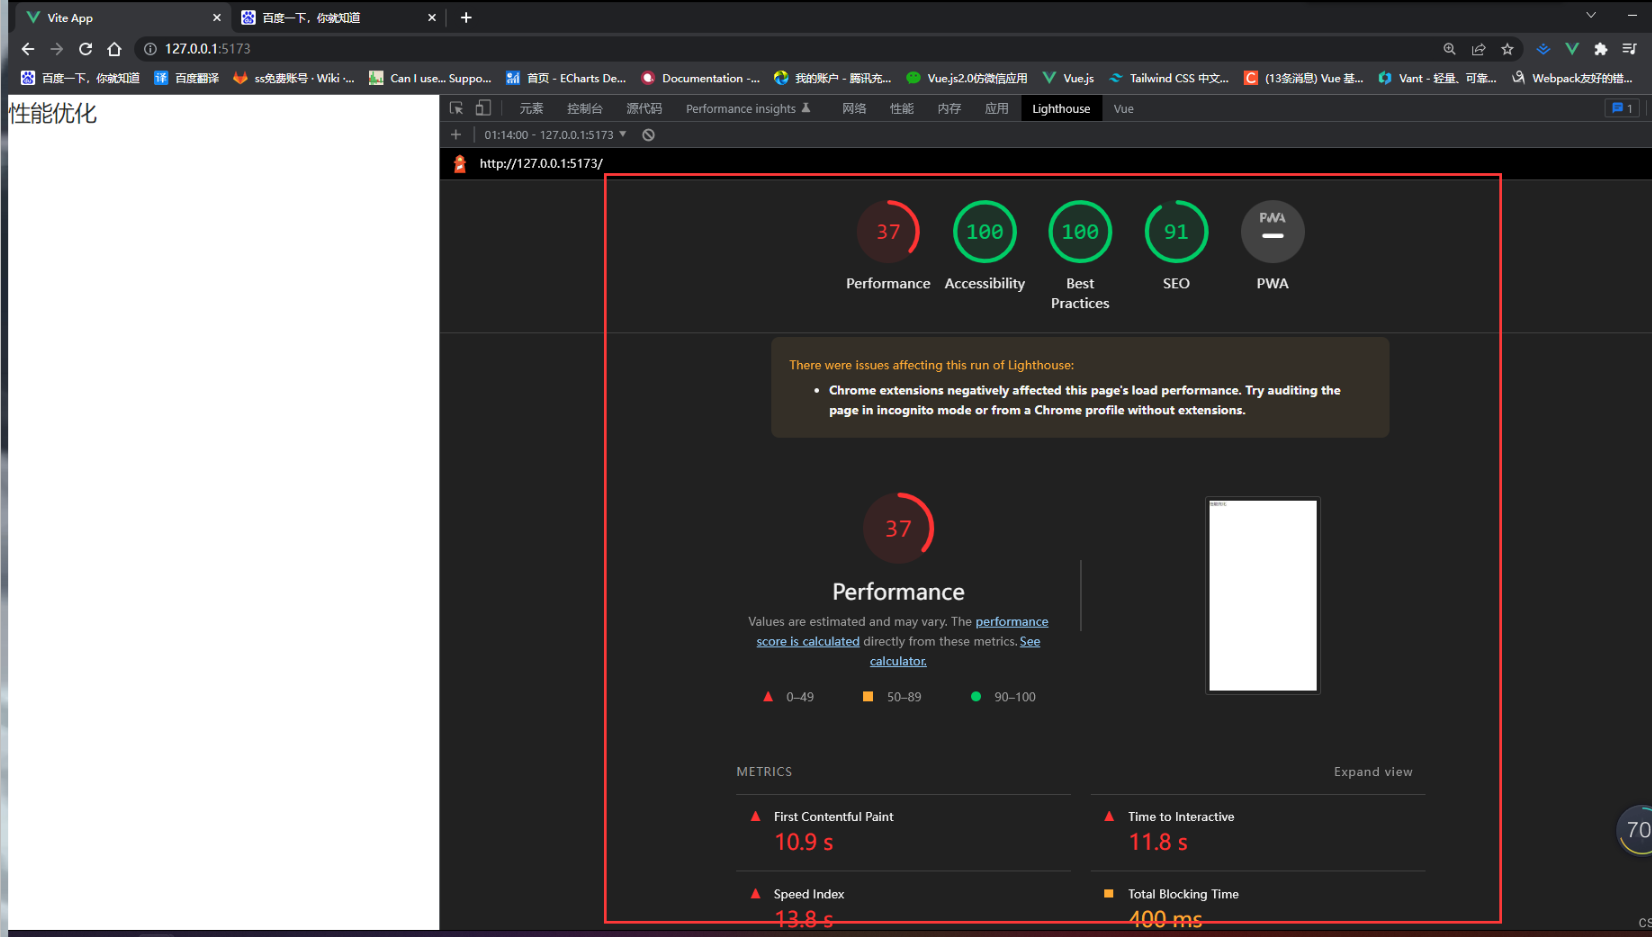 Vite App
百度一下，你就知道
127.0.0.1:5173
百度一下，你就知道
百度翻译
ss免费账号 · Wiki ·...
Can I use... Suppo...
首页 - ECharts De...
Documentation -...
我的账户 - 腾讯充...
Vue.js2.0仿微信应用
Vue.js
Tailwind CSS 中文...
(13条消息) Vue 基...
Vant - 轻量、可靠...
Webpack友好的错...
性能优化
元素
控制台
源代码
Performance insights
网络
性能
内存
应用
Lighthouse
Vue
1
01:14:00 - 127.0.0.1:5173
http://127.0.0.1:5173/
37
100
100
91
PWA
Performance
Accessibility
Best
Practices
SEO
PWA
There were issues affecting this run of Lighthouse:
• Chrome extensions negatively affected this page's load performance. Try auditing the
page in incognito mode or from a Chrome profile without extensions.
37
Performance
Values are estimated and may vary. The performance
score is calculated directly from these metrics. See
calculator.
0–49
50–89
90–100
METRICS
Expand view
First Contentful Paint
10.9 s
Time to Interactive
11.8 s
Speed Index
13.8 s
Total Blocking Time
400 ms
70
CS